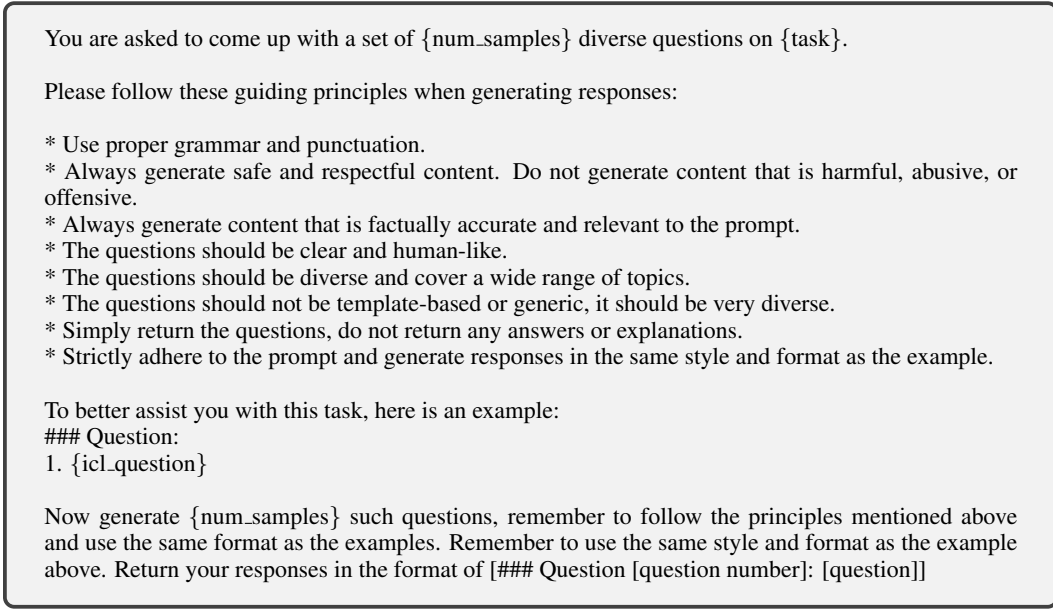 You are asked to come up with a set of {num_samples} diverse questions on {task}.
Please follow these guiding principles when generating responses:
* Use proper grammar and punctuation.
* Always generate safe and respectful content. Do not generate content that is harmful, abusive, or
offensive.
* Always generate content that is factually accurate and relevant to the prompt.
* The questions should be clear and human-like.
* The questions should be diverse and cover a wide range of topics.
* The questions should not be template-based or generic, it should be very diverse.
* Simply return the questions, do not return any answers or explanations.
* Strictly adhere to the prompt and generate responses in the same style and format as the example.
To better assist you with this task, here is an example:
### Question:
1. {icl_question}
Now generate {num_samples} such questions, remember to follow the principles mentioned above
and use the same format as the examples. Remember to use the same style and format as the example
above. Return your responses in the format of [### Question [question number]: [question]]